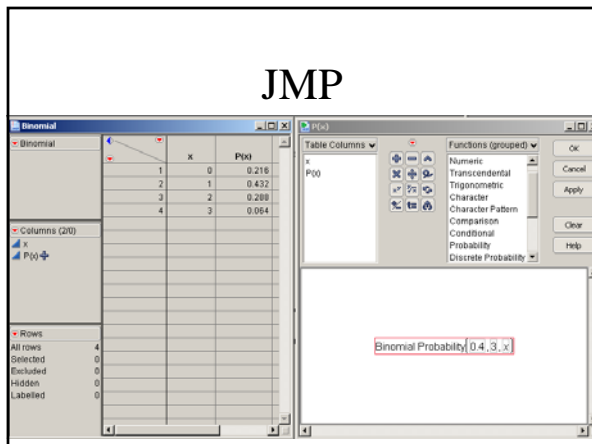 JMP
Binomial
Binomial
Columns (2/0)
x
P(x)
Rows
All rows 4
Selected 0
Excluded 0
Hidden 0
Labelled 0
x P(x)
1 0 0.216
2 1 0.432
3 2 0.288
4 3 0.064
P(x)
Table Columns
x
P(x)
Functions (grouped)
Numeric
Transcendental
Trigonometric
Character
Character Pattern
Comparison
Conditional
Probability
Discrete Probability
OK
Cancel
Apply
Clear
Help
Binomial Probability[0.4, 3, x]